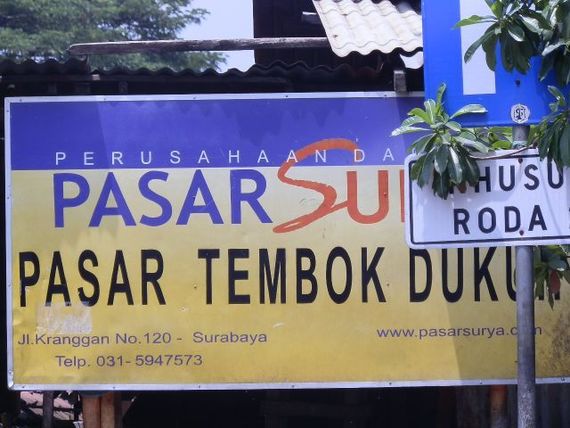 PERUSAHAAN DA
PASAR SU
PASAR TEMBOK DUKU
Jl.Kranggan No.120 - Surabaya
Telp. 031- 5947573
www.pasarsurya.com
HUSU
RODA